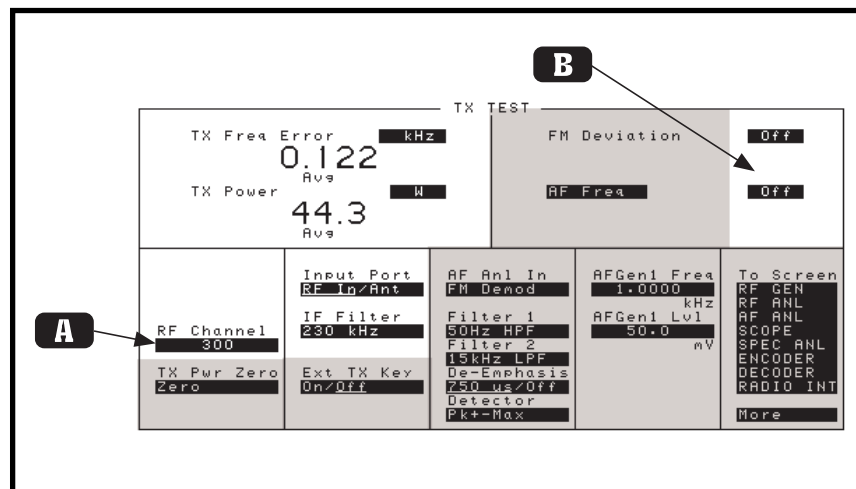 B
TX TEST
TX Freq Error kHz
0.122
Avg
TX Power W
44.3
Avg
FM Deviation Off
AF Freq Off
A
RF Channel
300
TX Pwr Zero
Zero
Input Port
RF In/Ant
IF Filter
230 kHz
Ext TX Key
On/Off
AF Anl In
FM Demod
Filter 1
50Hz HPF
Filter 2
15kHz LPF
De-Emphasis
750 us/Off
Detector
Pk+-Max
AFGen1 Freq
1.0000
kHz
AFGen1 Lvl
50.0
mV
To Screen
RF GEN
RF ANL
AF ANL
SCOPE
SPEC ANL
ENCODER
DECODER
RADIO INT
More